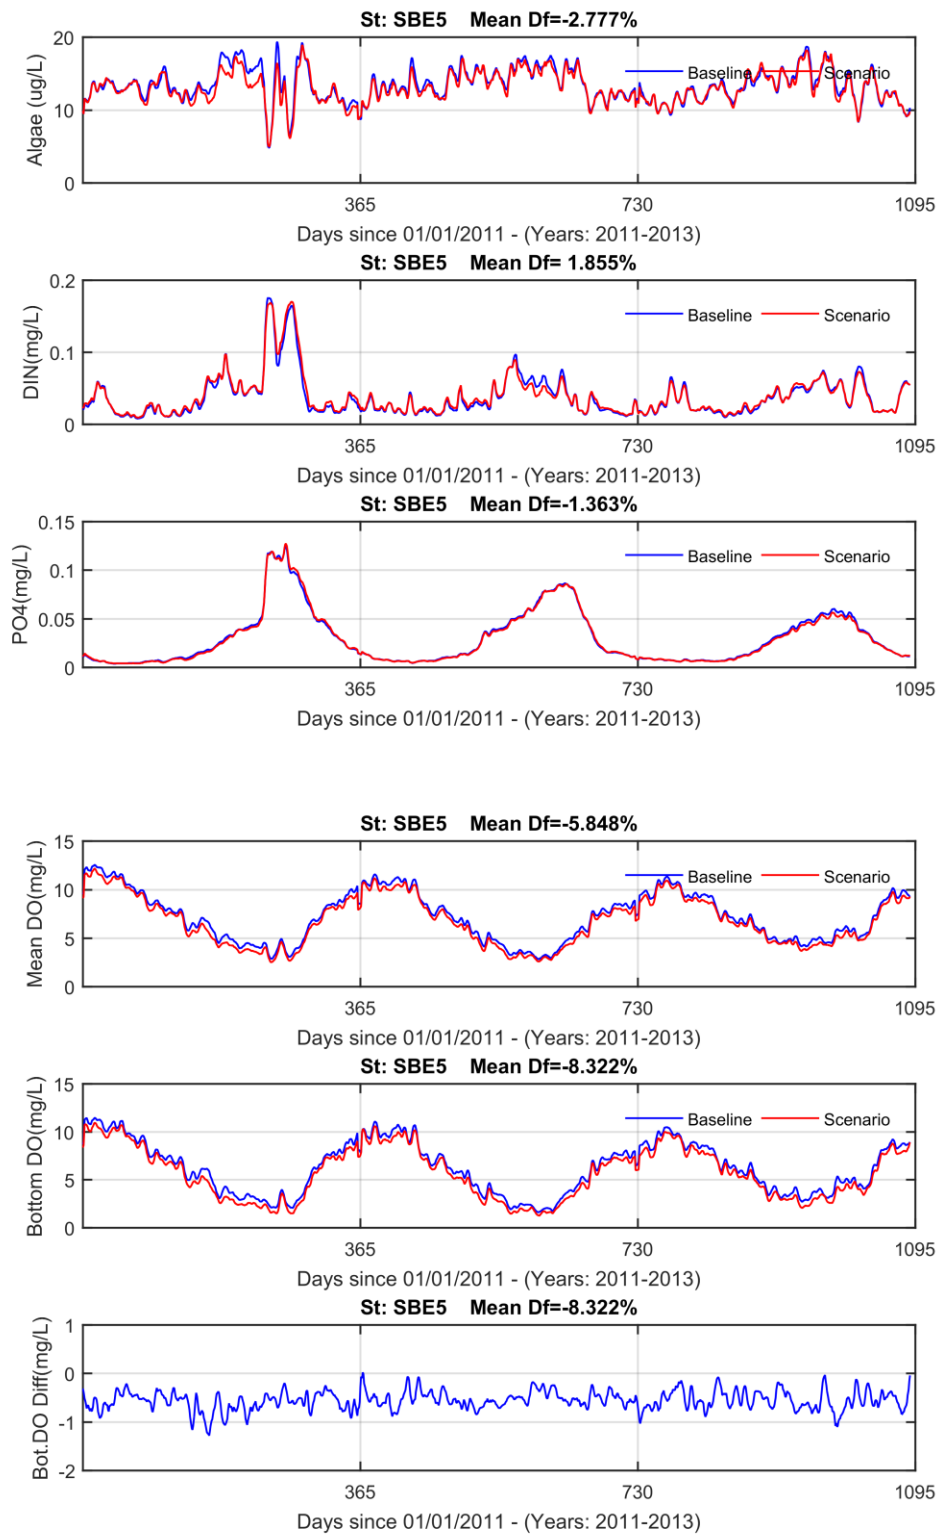 St: SBE5 Mean Df=-2.777%
20
10
0
Algae (ug/L)
Baseline Scenario
365 730 1095
Days since 01/01/2011 - (Years: 2011-2013)
St: SBE5 Mean Df= 1.855%
0.2
0.1
0
DIN(mg/L)
Baseline Scenario
365 730 1095
Days since 01/01/2011 - (Years: 2011-2013)
St: SBE5 Mean Df=-1.363%
0.15
0.1
0.05
0
PO4(mg/L)
Baseline Scenario
365 730 1095
Days since 01/01/2011 - (Years: 2011-2013)
St: SBE5 Mean Df=-5.848%
15
10
5
0
Mean DO(mg/L)
Baseline Scenario
365 730 1095
Days since 01/01/2011 - (Years: 2011-2013)
St: SBE5 Mean Df=-8.322%
15
10
5
0
Bottom DO(mg/L)
Baseline Scenario
365 730 1095
Days since 01/01/2011 - (Years: 2011-2013)
St: SBE5 Mean Df=-8.322%
1
0
-1
-2
Bot.DO Diff(mg/L)
365 730 1095
Days since 01/01/2011 - (Years: 2011-2013)